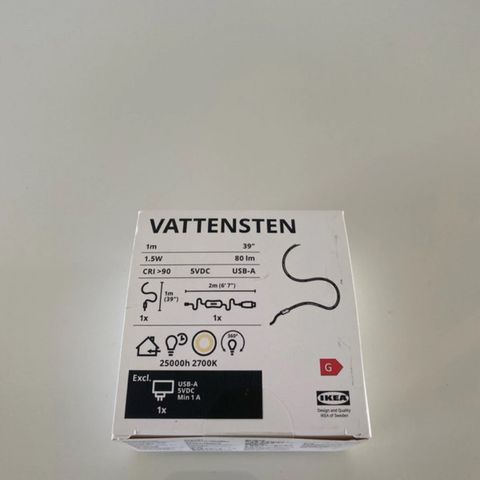 VATTENSTEN
1m 39"
1.5W 80 lm
CRI >90 5VDC USB-A
2m (6' 7")
1m
(39")
1x 1x
360°
25000h 2700K
Excl.
USB-A
5VDC
Min 1 A
1x
G
IKEA
Design and Quality
IKEA of Sweden